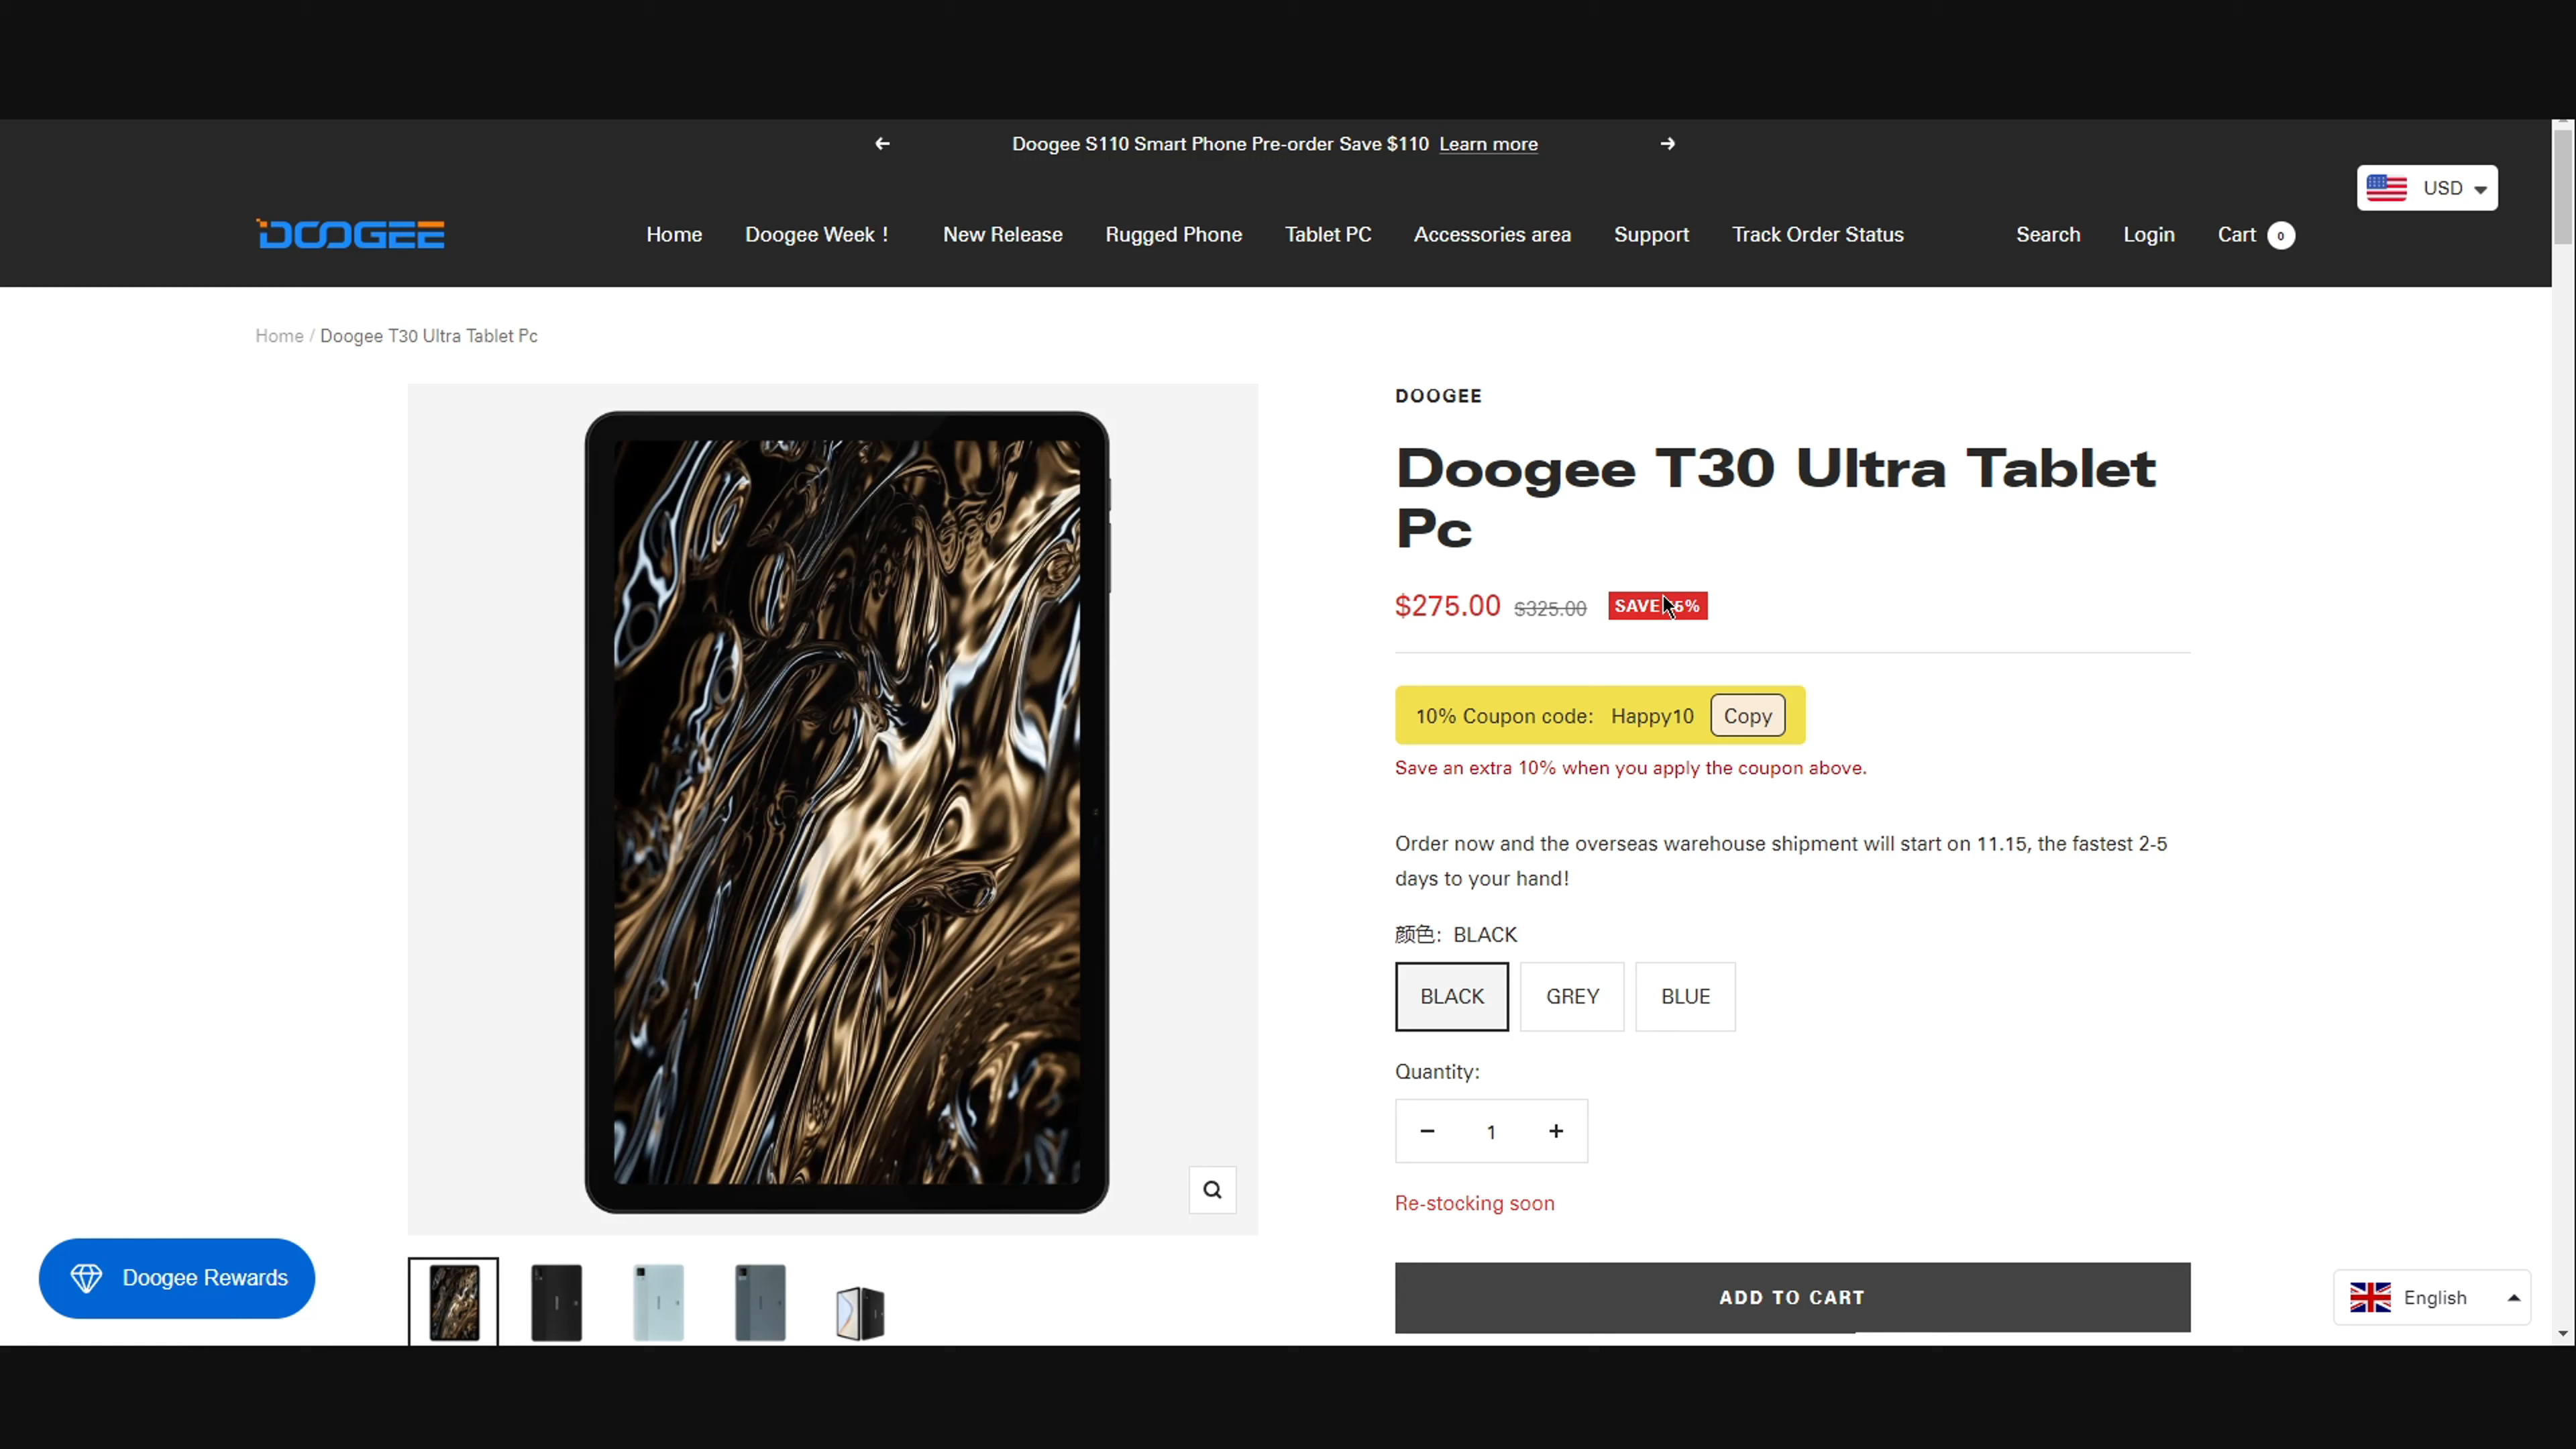 Doogee S110 Smart Phone Pre-order Save $110 Learn more
USD
DOOGEE
Home Doogee Week ! New Release Rugged Phone Tablet PC Accessories area Support Track Order Status Search Login Cart 0
Home / Doogee T30 Ultra Tablet Pc
DOOGEE
Doogee T30 Ultra Tablet
Pc
$275.00 $325.00 SAVE
10% Coupon code: Happy10 Copy
Save an extra 10% when you apply the coupon above.
Order now and the overseas warehouse shipment will start on 11.15, the fastest 2-5
days to your hand!
颜色: BLACK
BLACK GREY BLUE
Quantity:
− 1 +
Re-stocking soon
Doogee Rewards
ADD TO CART
English